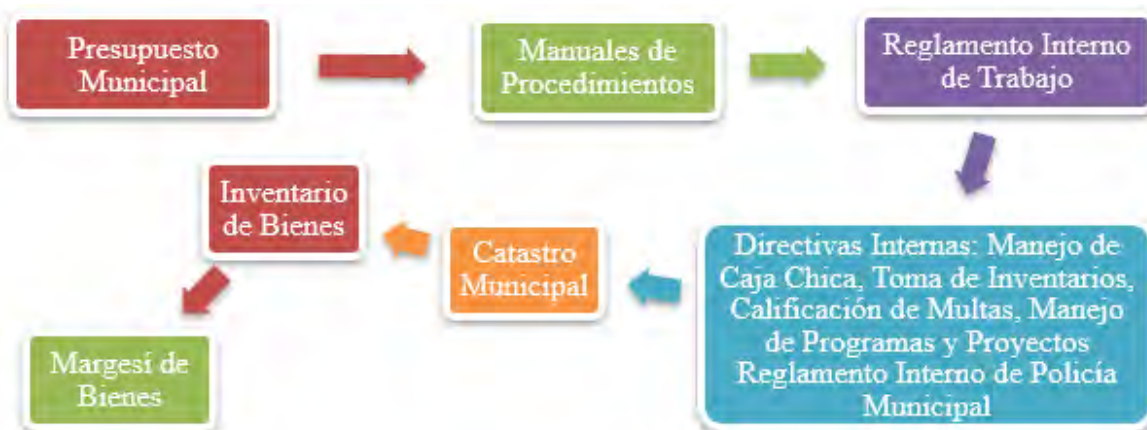 Presupuesto
Municipal
Manuales de
Procedimientos
Reglamento Interno
de Trabajo
Directivas Internas: Manejo de
Caja Chica, Toma de Inventarios,
Calificación de Multas, Manejo
de Programas y Proyectos
Reglamento Interno de Policía
Municipal
Catastro
Municipal
Inventario
de Bienes
Margesí de
Bienes